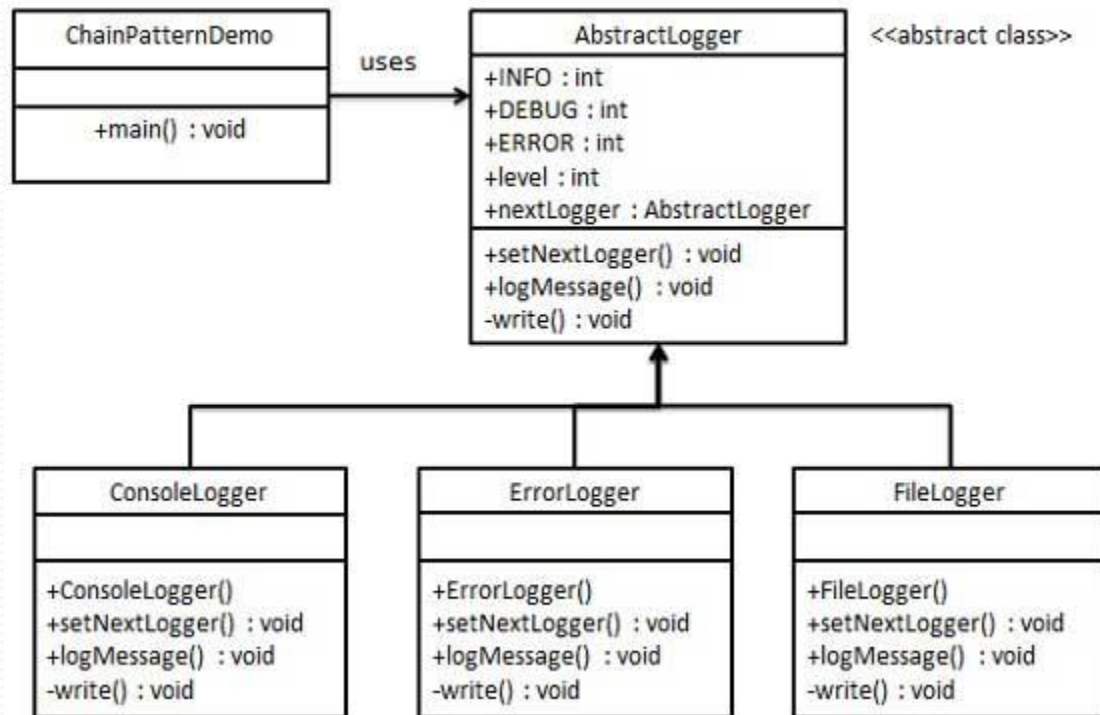 ChainPatternDemo
+main() : void
uses
AbstractLogger
<<abstract class>>
+INFO : int
+DEBUG : int
+ERROR : int
+level : int
+nextLogger : AbstractLogger
+setNextLogger() : void
+logMessage() : void
-write() : void
ConsoleLogger
+ConsoleLogger()
+setNextLogger() : void
+logMessage() : void
-write() : void
ErrorLogger
+ErrorLogger()
+setNextLogger() : void
+logMessage() : void
-write() : void
FileLogger
+FileLogger()
+setNextLogger() : void
+logMessage() : void
-write() : void